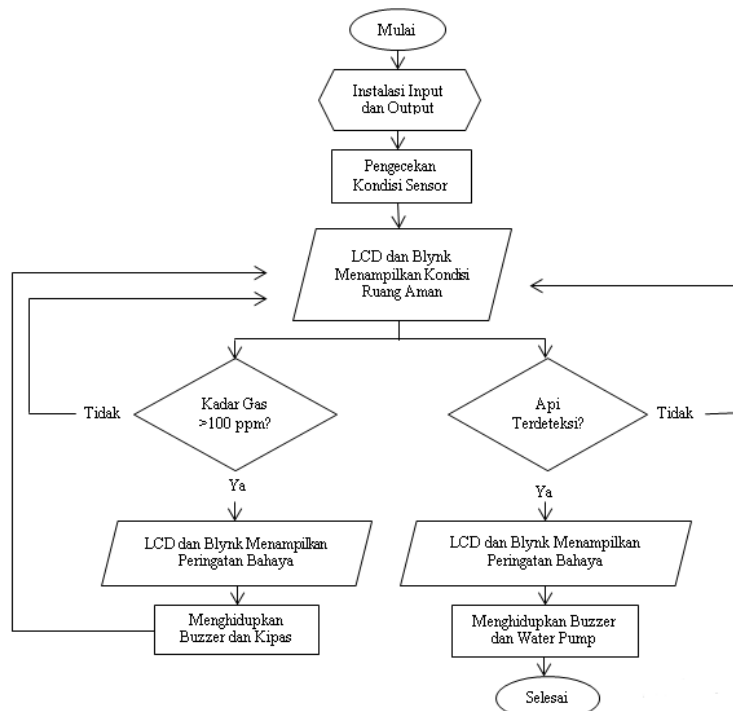 Mulai
Instalasi Input
dan Output
Pengecekan
Kondisi Sensor
LCD dan Blynk
Menampilkan Kondisi
Ruang Aman
Tidak
Kadar Gas
>100 ppm?
Api
Terdeteksi?
Tidak
Ya
Ya
LCD dan Blynk Menampilkan
Peringatan Bahaya
LCD dan Blynk Menampilkan
Peringatan Bahaya
Menghidupkan
Buzzer dan Kipas
Menghidupkan Buzzer
dan Water Pump
Selesai